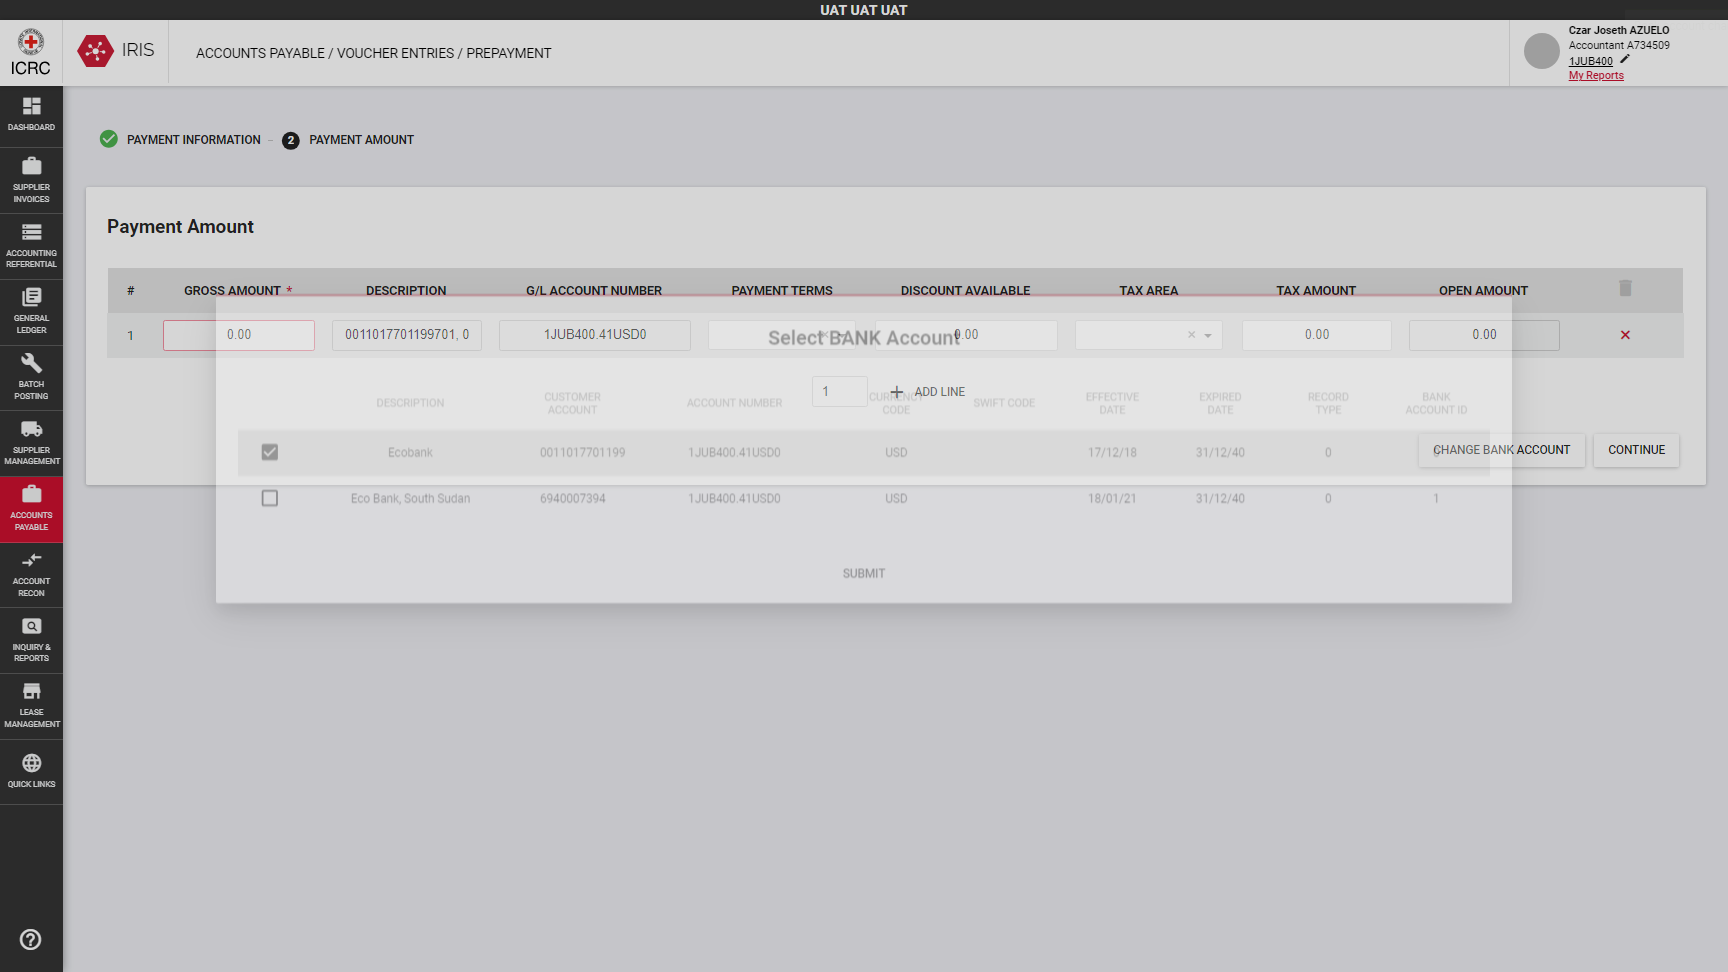 UAT UAT UAT
ICRC
IRIS
ACCOUNTS PAYABLE / VOUCHER ENTRIES / PREPAYMENT
Czar Joseth AZUELO
Accountant A734509
1JUB400
My Reports
DASHBOARD
SUPPLIER
INVOICES
ACCOUNTING
REFERENTIAL
GENERAL
LEDGER
BATCH
POSTING
SUPPLIER
MANAGEMENT
ACCOUNTS
PAYABLE
ACCOUNT
RECON
INQUIRY &
REPORTS
LEASE
MANAGEMENT
QUICK LINKS
PAYMENT INFORMATION - 2 PAYMENT AMOUNT
Payment Amount
# GROSS AMOUNT * DESCRIPTION G/L ACCOUNT NUMBER PAYMENT TERMS DISCOUNT AVAILABLE TAX AREA TAX AMOUNT OPEN AMOUNT
1 0.00 0011017701199701, 0 1JUB400.41USD0 0.00 0.00 0.00
Select BANK Account
1 ADD LINE
DESCRIPTION CUSTOMER ACCOUNT ACCOUNT NUMBER CURRENCY CODE SWIFT CODE EFFECTIVE DATE EXPIRED DATE RECORD TYPE BANK ACCOUNT ID
Ecobank 0011017701199 1JUB400.41USD0 USD 17/12/18 31/12/40 0
CHANGE BANK ACCOUNT CONTINUE
Eco Bank, South Sudan 6940007394 1JUB400.41USD0 USD 18/01/21 31/12/40 0 1
SUBMIT